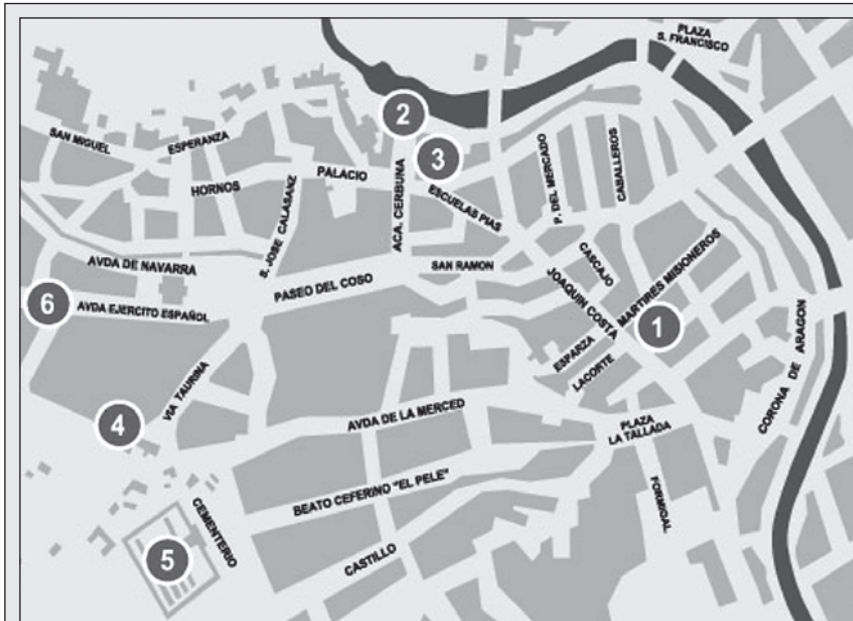 PLAZA
S. FRANCISCO
2
SAN MIGUEL
ESPERANZA
3
HORNOS
PALACIO
ACA. CERBUNA
ESCUELAS PIAS
P. DEL MERCADO
CABALLEROS
S. JOSE CALASANZ
AVDA DE NAVARRA
PASEO DEL COSO
SAN RAMON
CASCAJO
JOAQUIN COSTA
MARTIRES MISIONEROS
6
AVDA EJERCITO ESPAÑOL
1
ESPARZA
LACORTE
CORONA DE ARAGON
VIA TAURINA
4
AVDA DE LA MERCED
PLAZA
LA TALLADA
BEATO CEFERINO "EL PELE"
FORMIGAL
CEMENTERIO
5
CASTILLO